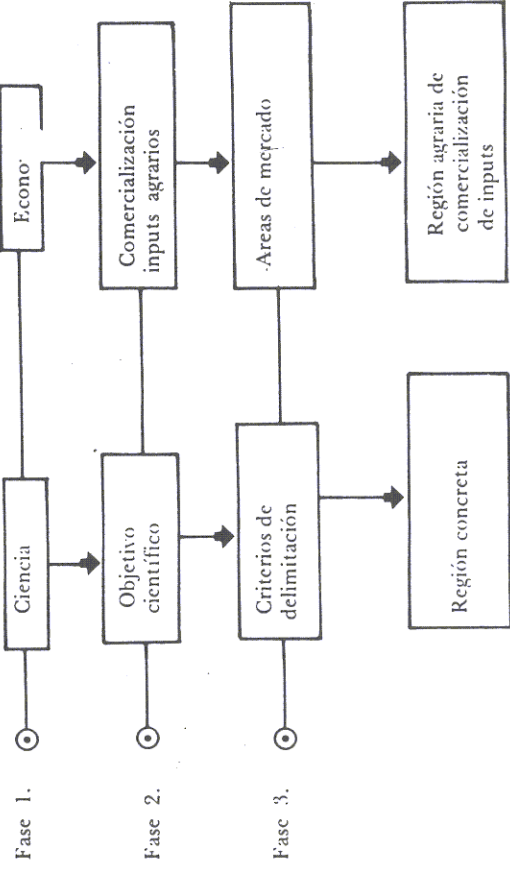 Fase 1.
Ciencia
Econo
Fase 2.
Objetivo
científico
Comercialización
inputs agrarios
Fase 3.
Criterios de
delimitación
Areas de mercado
Región concreta
Región agraria de
comercialización
de inputs